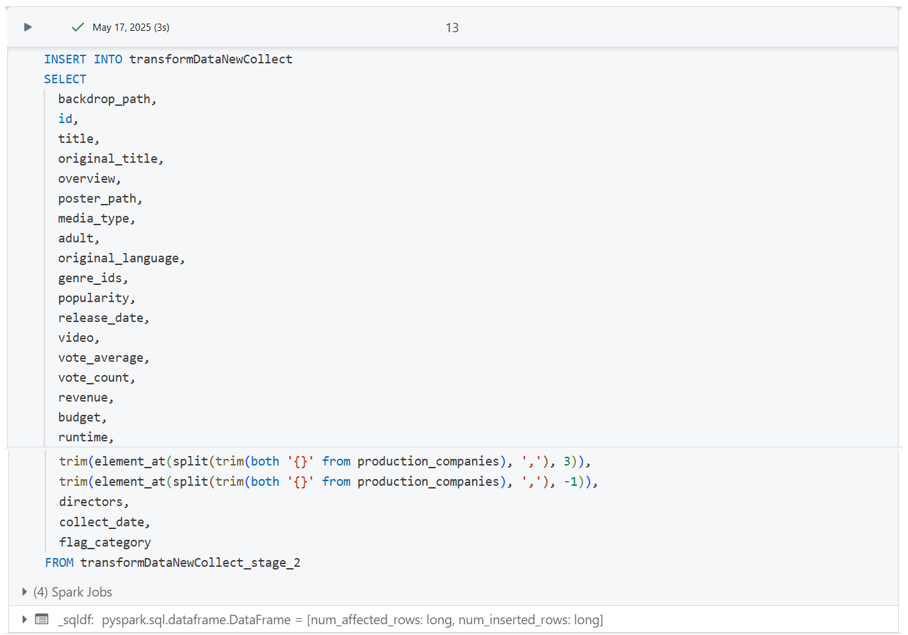 May 17, 2025 (3s)
13
INSERT INTO transformDataNewCollect
SELECT
backdrop_path,
id,
title,
original_title,
overview,
poster_path,
media_type,
adult,
original_language,
genre_ids,
popularity,
release_date,
video,
vote_average,
vote_count,
revenue,
budget,
runtime,
trim(element_at(split(trim(both '{}' from production_companies), ','), 3)),
trim(element_at(split(trim(both '{}' from production_companies), ','), -1)),
directors,
collect_date,
flag_category
FROM transformDataNewCollect_stage_2
(4) Spark Jobs
_sqldf: pyspark.sql.dataframe.DataFrame = [num_affected_rows: long, num_inserted_rows: long]